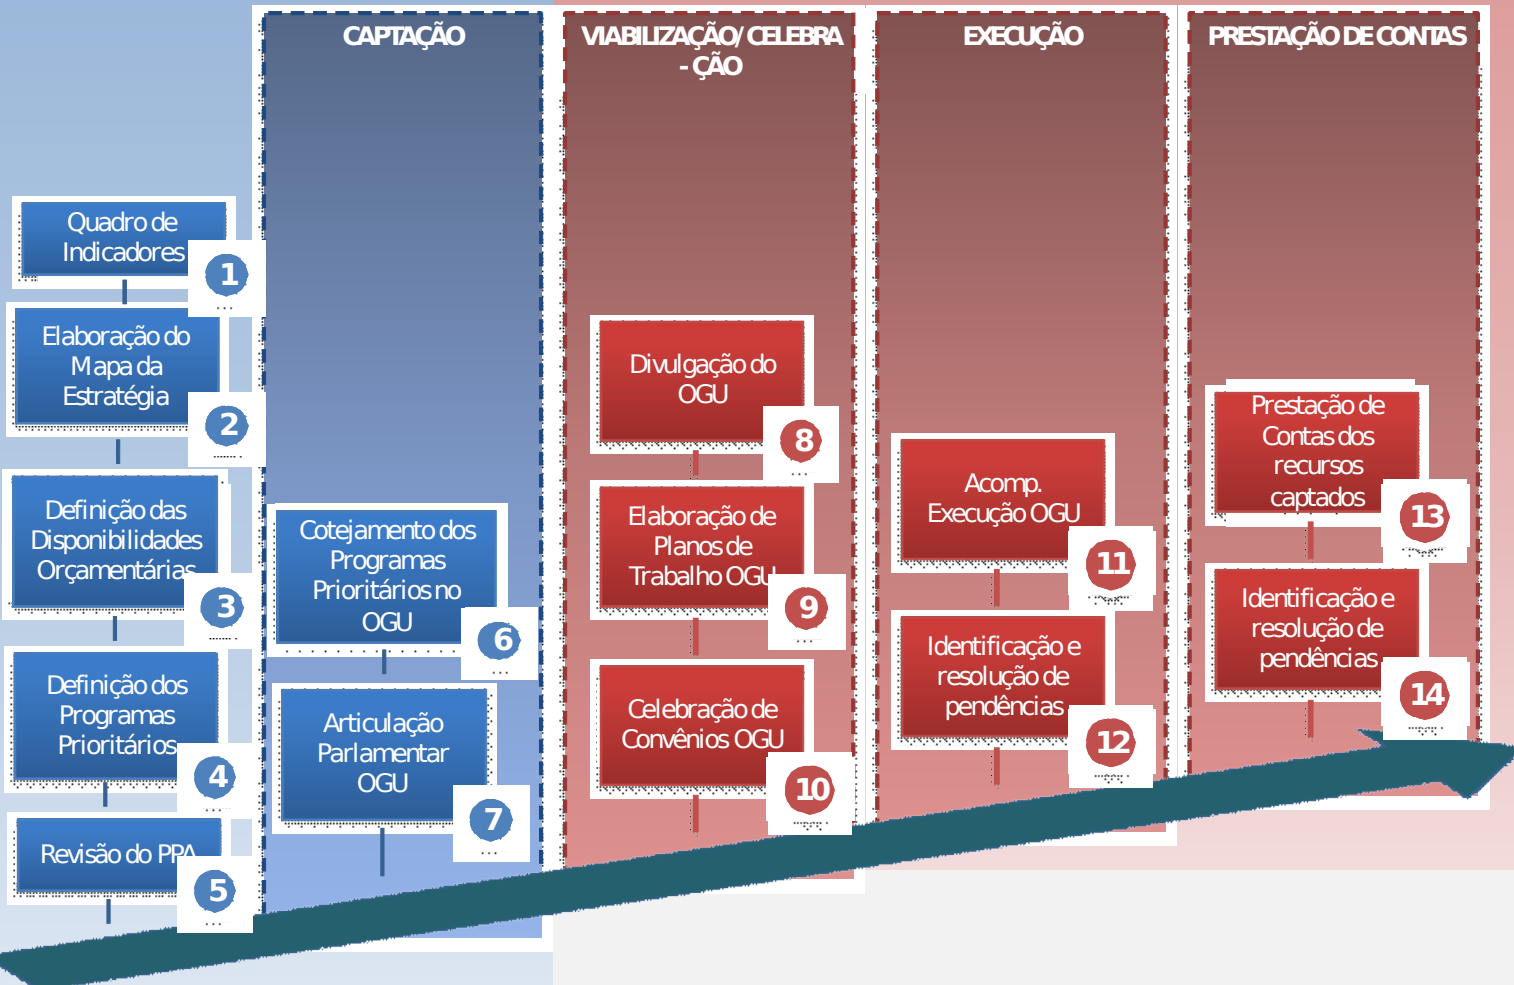 CAPTAÇÃO
VIABILIZAÇÃO/ CELEBRA
- ÇÃO
EXECUÇÃO
PRESTAÇÃO DE CONTAS
Quadro de
Indicadores
1
Elaboração do
Mapa da
Estratégia
2
Definição das
Disponibilidades
Orçamentárias
3
Definição dos
Programas
Prioritários
4
Revisão do PPA
5
Cotejamento dos
Programas
Prioritários no
OGU
6
Articulação
Parlamentar
OGU
7
Divulgação do
OGU
8
Elaboração de
Planos de
Trabalho OGU
9
Celebração de
Convênios OGU
10
Acomp.
Execução OGU
11
Identificação e
resolução de
pendências
12
Prestação de
Contas dos
recursos
captados
13
Identificação e
resolução de
pendências
14